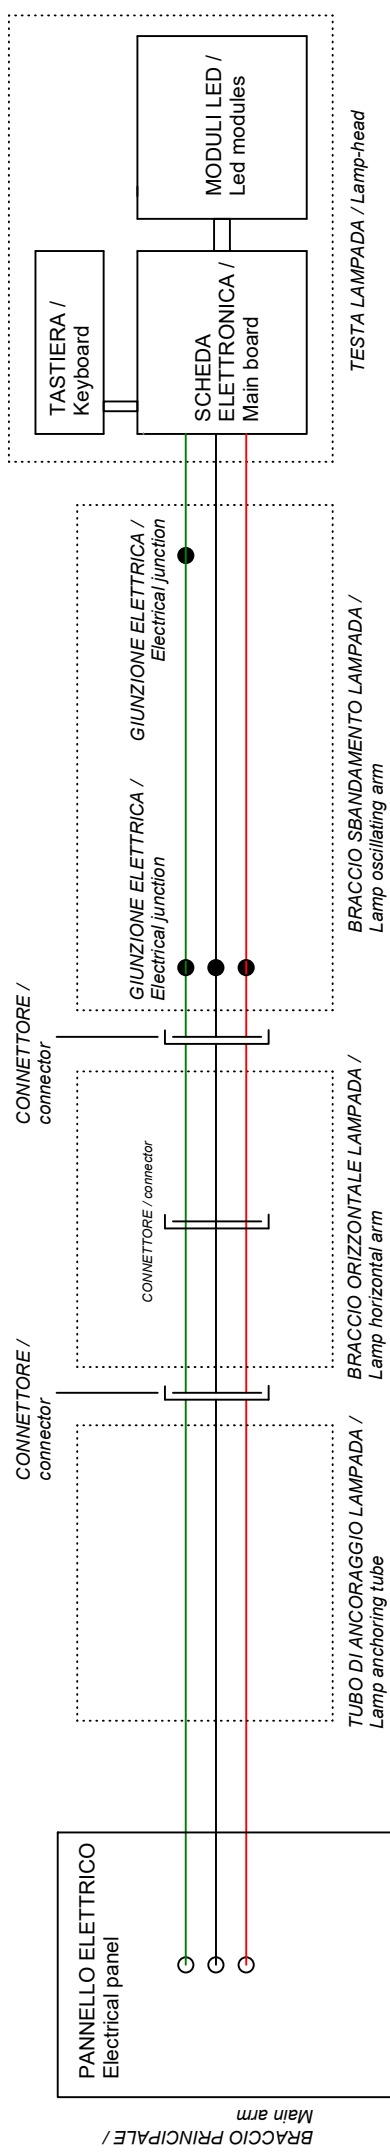 MODULI LED /
Led modules
TASTIERA /
Keyboard
SCHEDA
ELETTRONICA /
Main board
TESTA LAMPADA / Lamp-head
GIUNZIONE ELETTRICA /
Electrical junction
GIUNZIONE ELETTRICA /
Electrical junction
BRACCIO SBANDAMENTO LAMPADA /
Lamp oscillating arm
CONNETTORE /
connector
CONNETTORE / connector
BRACCIO ORIZZONTALE LAMPADA /
Lamp horizontal arm
CONNETTORE /
connector
TUBO DI ANCORAGGIO LAMPADA /
Lamp anchoring tube
PANNELLO ELETTRICO
Electrical panel
BRACCIO PRINCIPALE /
Main arm